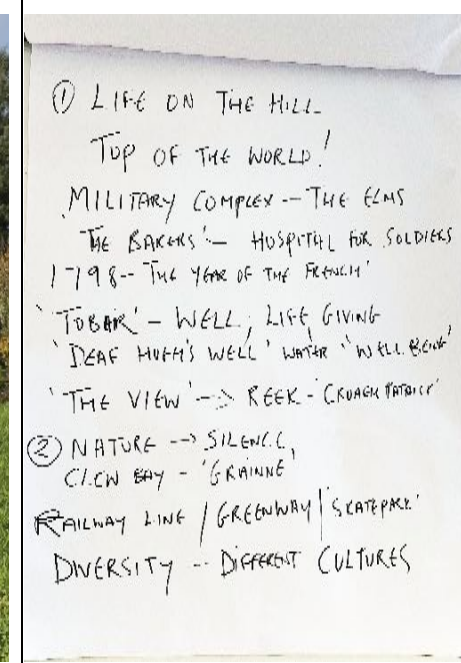 ① LIFE ON THE HILL
TOP OF THE WORLD!
MILITARY COMPLEX -- THE ELMS
'THE BAKERS' -- HOSPITAL FOR SOLDIERS
1798 -- 'THE YEAR OF THE FRENCH'
'TOBAR' - WELL, LIFE GIVING
'DEAF HUGH'S WELL' WATER 'WELL BEING'
'THE VIEW' --> REEK - 'CROAGH PATRICK'
② NATURE --> SILENCE,
CLEW BAY - 'GRAINNE'
RAILWAY LINE / GREENWAY / SKATEPARK'
DIVERSITY -- DIFFERENT CULTURES